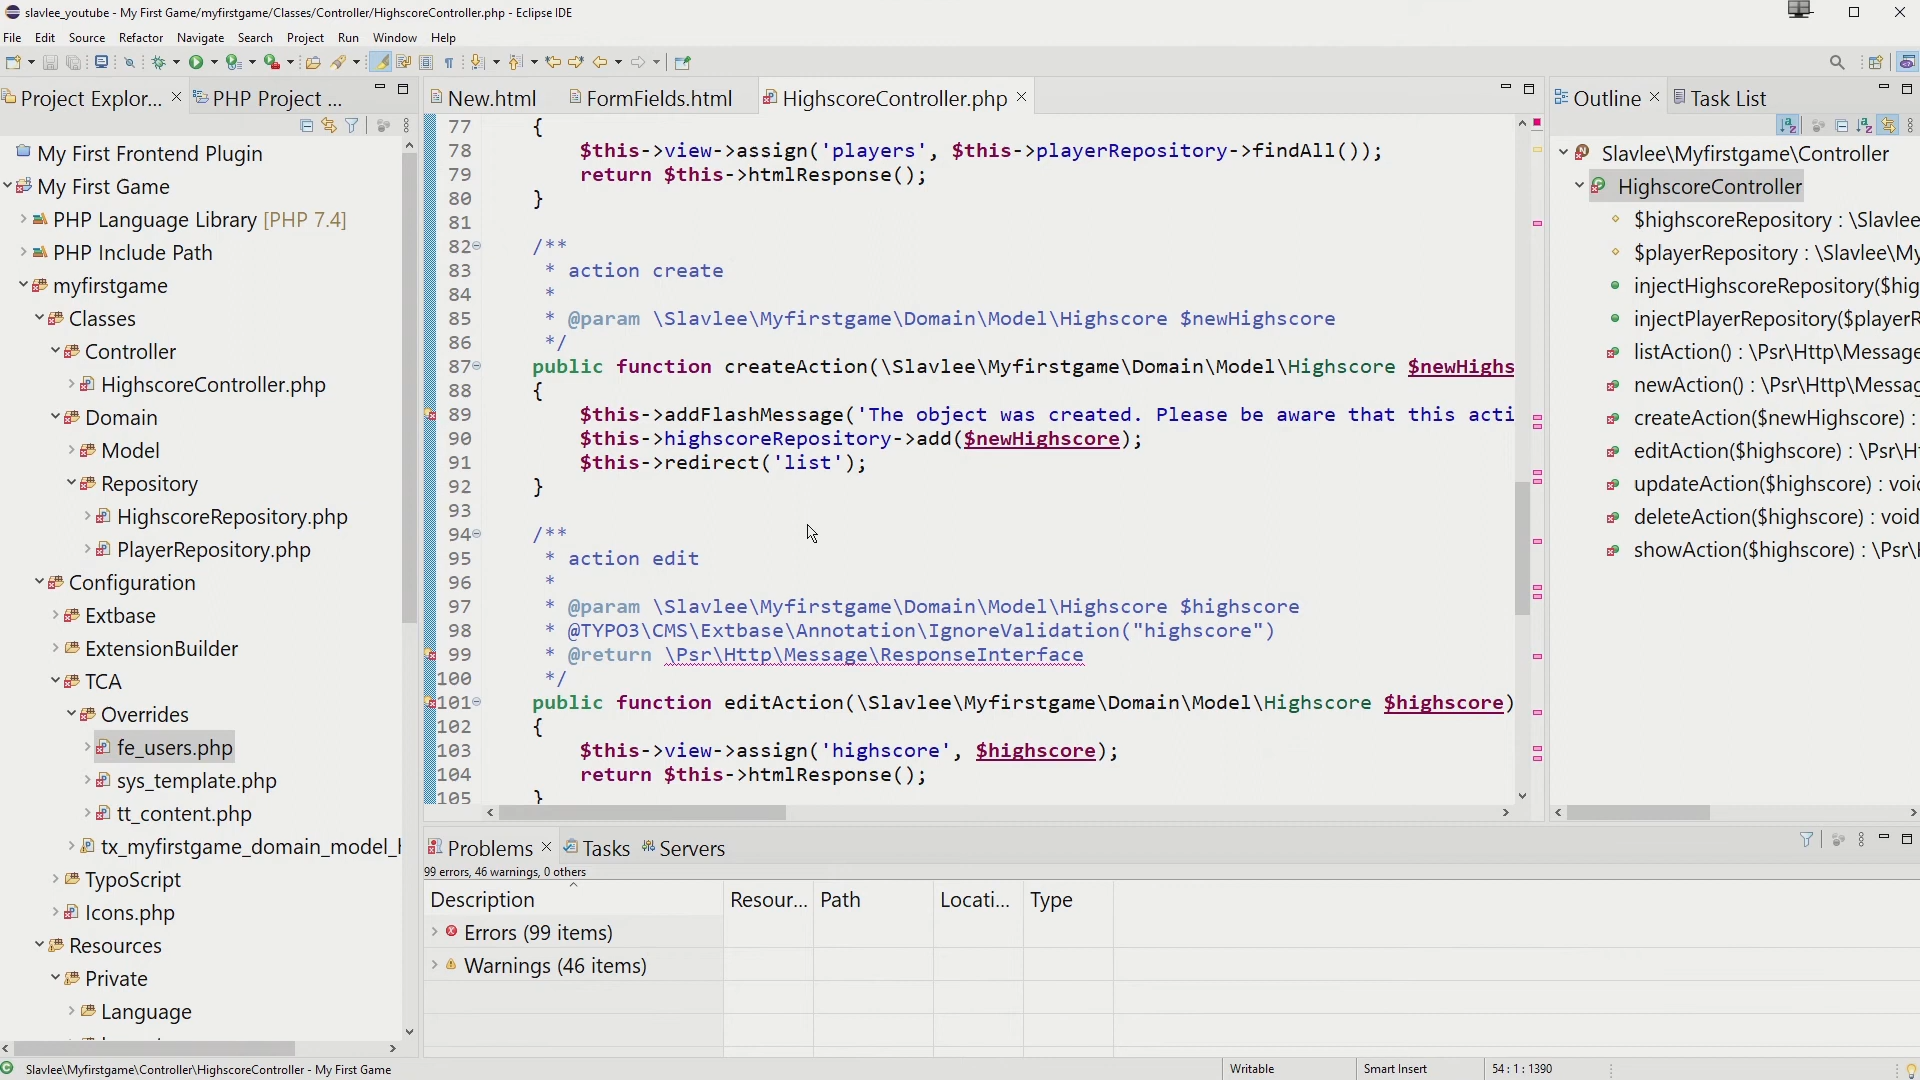 slavlee_youtube - My First Game/myfirstgame/Classes/Controller/HighscoreController.php - Eclipse IDE
File Edit Source Refactor Navigate Search Project Run Window Help
Project Explor...
PHP Project ...
My First Frontend Plugin
My First Game
PHP Language Library [PHP 7.4]
PHP Include Path
myfirstgame
Classes
Controller
HighscoreController.php
Domain
Model
Repository
HighscoreRepository.php
PlayerRepository.php
Configuration
Extbase
ExtensionBuilder
TCA
Overrides
fe_users.php
sys_template.php
tt_content.php
tx_myfirstgame_domain_model_h
TypoScript
Icons.php
Resources
Private
Language
New.html
FormFields.html
HighscoreController.php
77 {
78 $this->view->assign('players', $this->playerRepository->findAll());
79 return $this->htmlResponse();
80 }
81
82 /**
83 * action create
84 *
85 * @param \Slavlee\Myfirstgame\Domain\Model\Highscore $newHighscore
86 */
87 public function createAction(\Slavlee\Myfirstgame\Domain\Model\Highscore $newHighs
88 {
89 $this->addFlashMessage('The object was created. Please be aware that this acti
90 $this->highscoreRepository->add($newHighscore);
91 $this->redirect('list');
92 }
93
94 /**
95 * action edit
96 *
97 * @param \Slavlee\Myfirstgame\Domain\Model\Highscore $highscore
98 * @TYPO3\CMS\Extbase\Annotation\IgnoreValidation("highscore")
99 * @return \Psr\Http\Message\ResponseInterface
100 */
101 public function editAction(\Slavlee\Myfirstgame\Domain\Model\Highscore $highscore)
102 {
103 $this->view->assign('highscore', $highscore);
104 return $this->htmlResponse();
105 }
Outline
Task List
Slavlee\Myfirstgame\Controller
HighscoreController
$highscoreRepository : \Slavlee
$playerRepository : \Slavlee\My
injectHighscoreRepository($hig
injectPlayerRepository($playerR
listAction() : \Psr\Http\Message
newAction() : \Psr\Http\Messag
createAction($newHighscore) :
editAction($highscore) : \Psr\H
updateAction($highscore) : voi
deleteAction($highscore) : void
showAction($highscore) : \Psr\
Problems
Tasks
Servers
99 errors, 46 warnings, 0 others
Description Resour... Path Locati... Type
Errors (99 items)
Warnings (46 items)
Slavlee\Myfirstgame\Controller\HighscoreController - My First Game
Writable
Smart Insert
54 : 1 : 1390